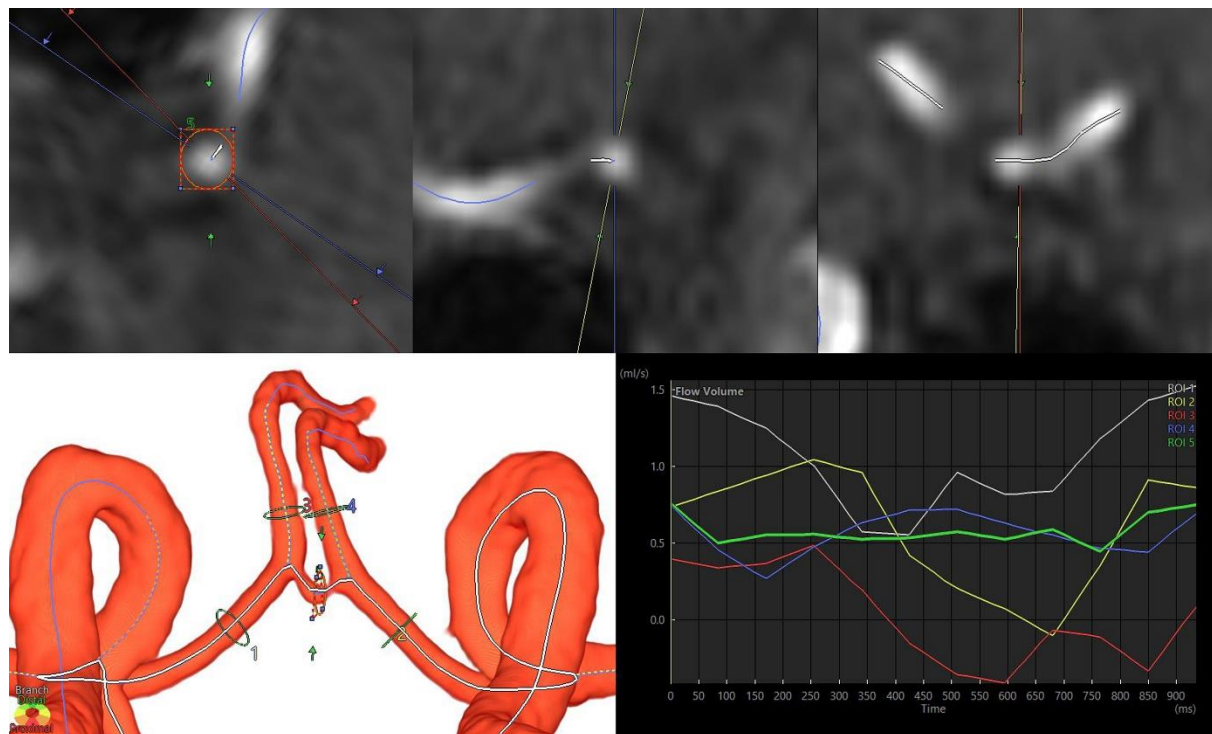 5
3
4
1
2
Branch
Distal
Proximal
(ml/s)
Flow Volume
ROI 1
ROI 2
ROI 3
ROI 4
ROI 5
1.5
1.0
0.5
0.0
0 50 100 150 200 250 300 350 400 450 500 550 600 650 700 750 800 850 900
Time
(ms)